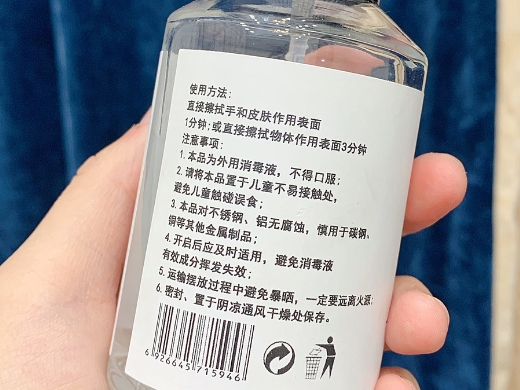 使用方法:
直接擦拭手和皮肤作用表面
1分钟;或直接擦拭物体作用表面3分钟
注意事项:
1.本品为外用消毒液，不得口服;
2.请将本品置于儿童不易接触处，
避免儿童触碰误食;
3.本品对不锈钢、铝无腐蚀，慎用于碳钢、
铜等其他金属制品;
4.开启后应及时适用，避免消毒液
有效成分挥发失效;
5.运输摆放过程中避免暴晒，一定要远离火源;
6.密封、置于阴凉通风干燥处保存。
6 926645 715946